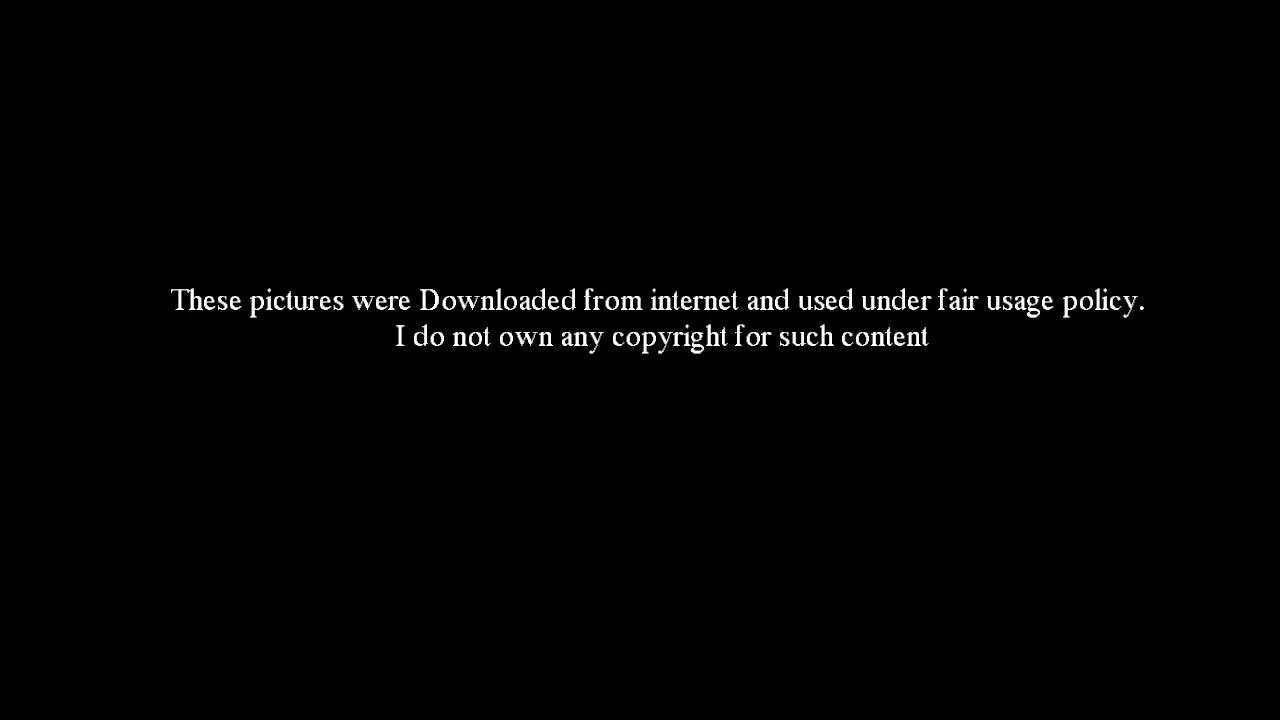 These pictures were Downloaded from internet and used under fair usage policy.
I do not own any copyright for such content